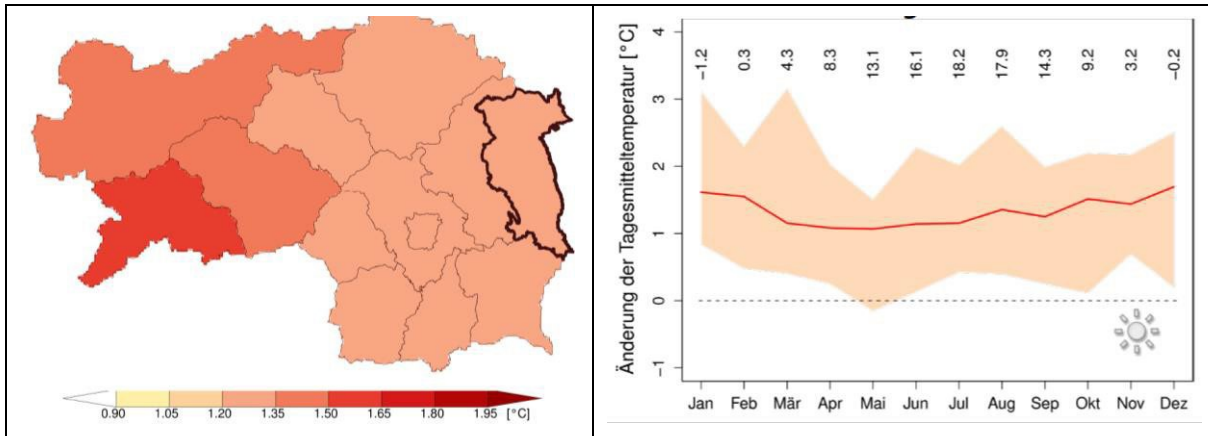 0.90 1.05 1.20 1.35 1.50 1.65 1.80 1.95 [°C]
Änderung der Tagesmitteltemperatur [°C]
4
3
2
1
0
−1
−1.2 0.3 4.3 8.3 13.1 16.1 18.2 17.9 14.3 9.2 3.2 −0.2
Jan Feb Mär Apr Mai Jun Jul Aug Sep Okt Nov Dez